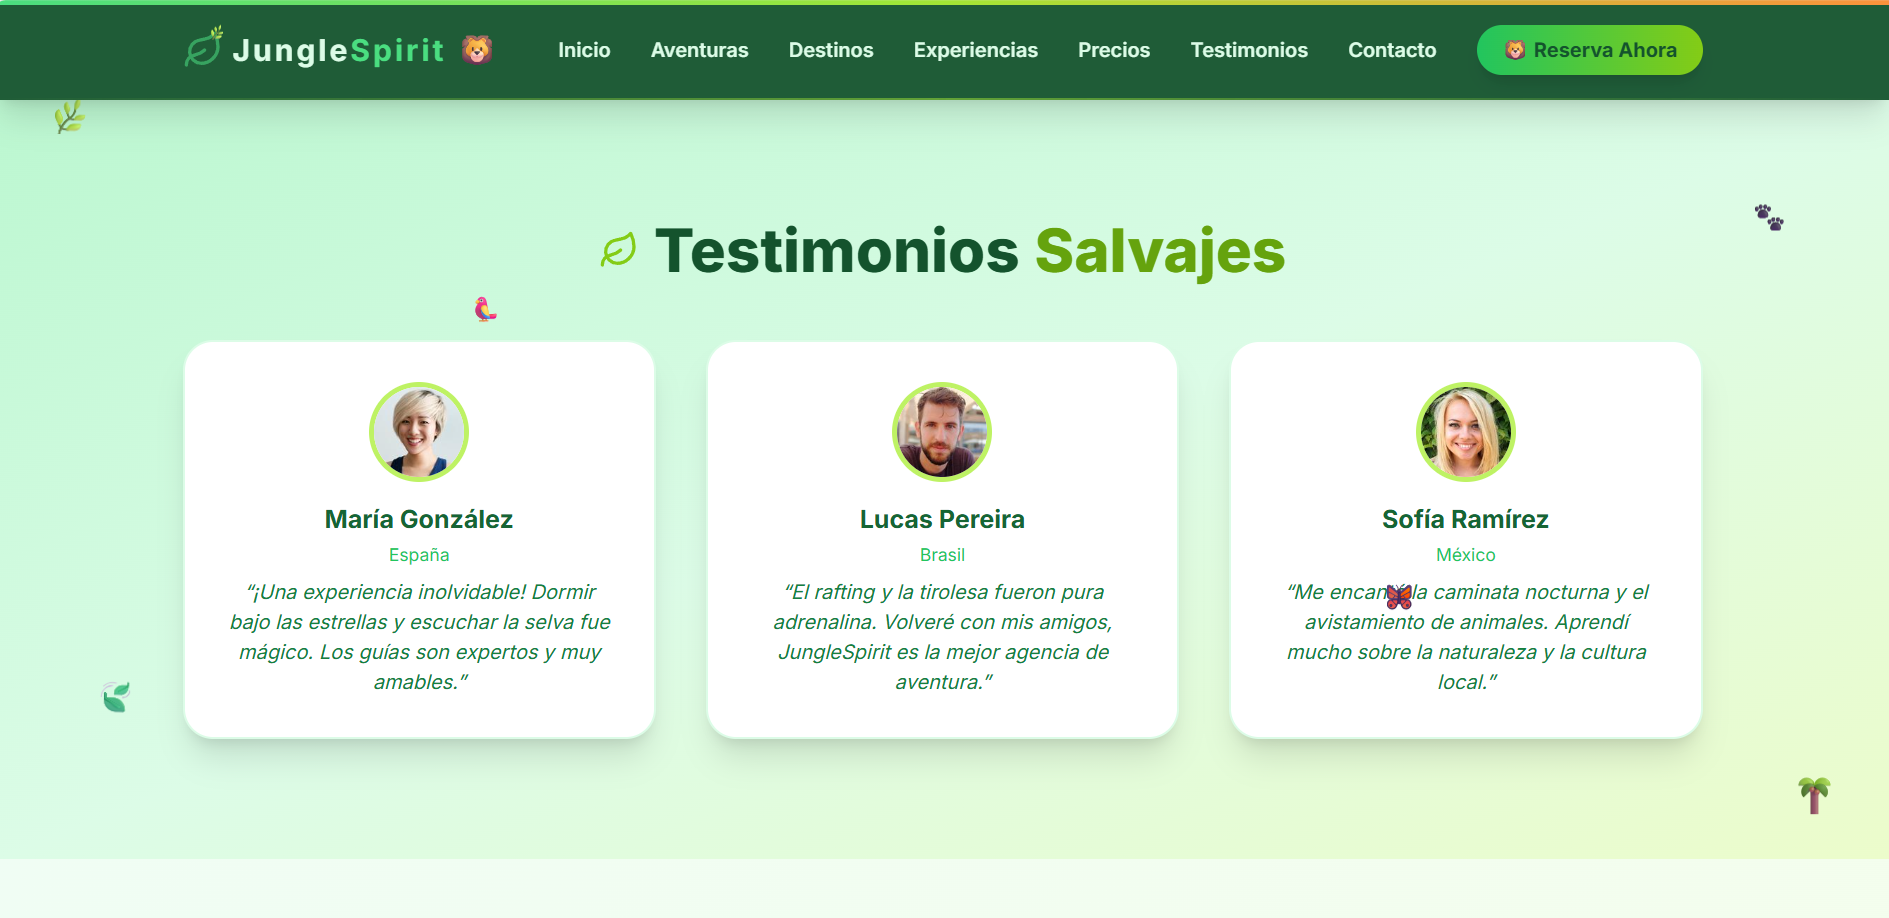 JungleSpirit
Inicio
Aventuras
Destinos
Experiencias
Precios
Testimonios
Contacto
Reserva Ahora
Testimonios Salvajes
María González
España
“¡Una experiencia inolvidable! Dormir
bajo las estrellas y escuchar la selva fue
mágico. Los guías son expertos y muy
amables.”
Lucas Pereira
Brasil
“El rafting y la tirolesa fueron pura
adrenalina. Volveré con mis amigos,
JungleSpirit es la mejor agencia de
aventura.”
Sofía Ramírez
México
“Me la caminata nocturna y el
avistamiento de animales. Aprendí
mucho sobre la naturaleza y la cultura
local.”